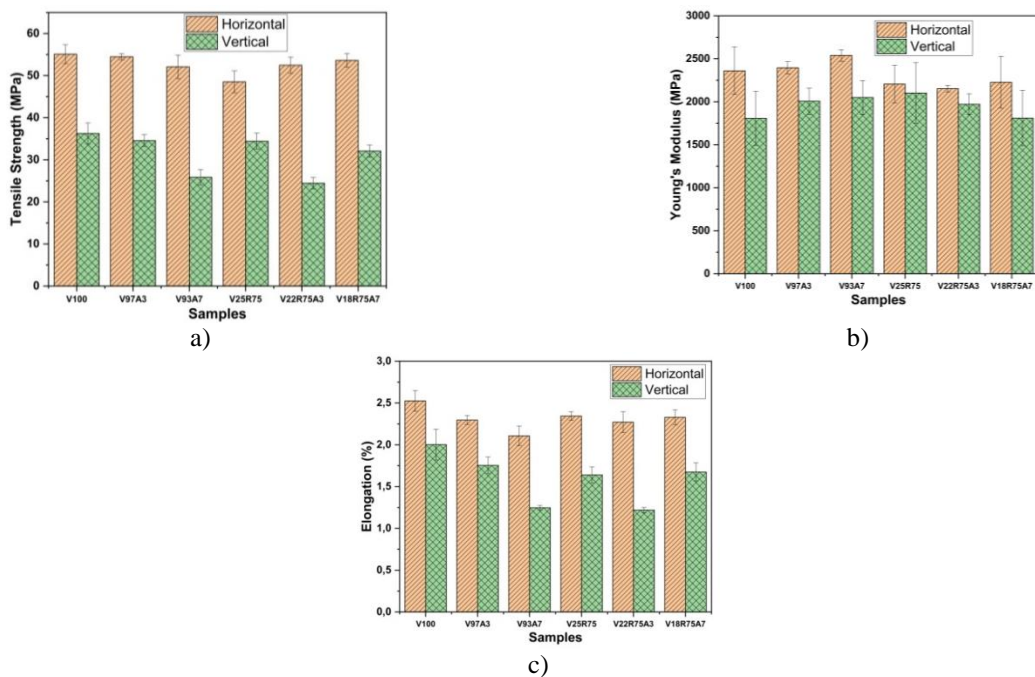 Horizontal
Vertical
60
50
40
30
20
10
0
Tensile Strength (MPa)
V100 V97A3 V93A7 V25R75 V22R75A3 V18R75A7
Samples
a)
Horizontal
Vertical
3000
2500
2000
1500
1000
500
0
Young's Modulus (MPa)
V100 V97A3 V93A7 V25R75 V22R75A3 V18R75A7
Samples
b)
Horizontal
Vertical
3,0
2,5
2,0
1,5
1,0
0,5
0,0
Elongation (%)
V100 V97A3 V93A7 V25R75 V22R75A3 V18R75A7
Samples
c)